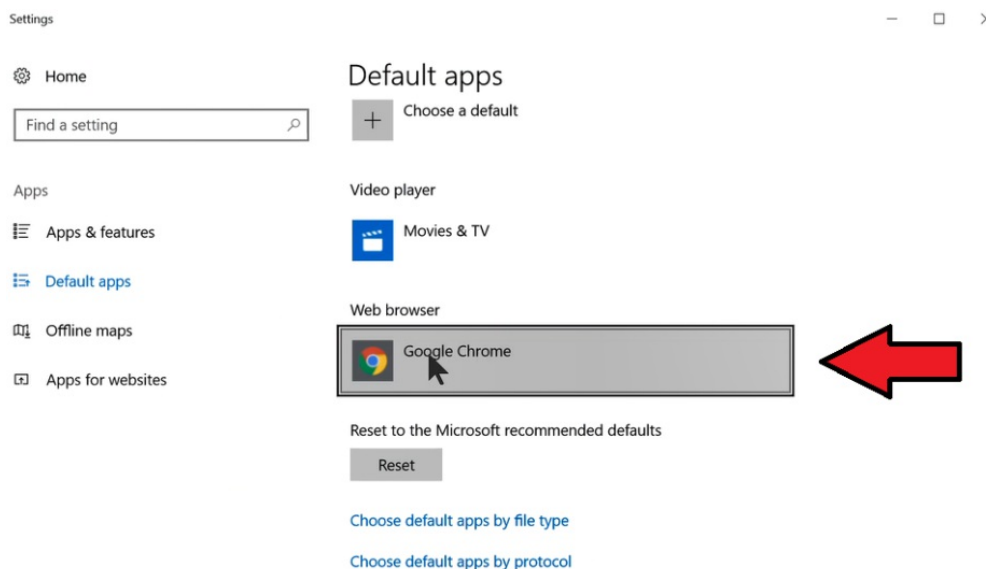 Settings
Home
Find a setting
Apps
Apps & features
Default apps
Offline maps
Apps for websites
Default apps
Choose a default
Video player
Movies & TV
Web browser
Google Chrome
Reset to the Microsoft recommended defaults
Reset
Choose default apps by file type
Choose default apps by protocol